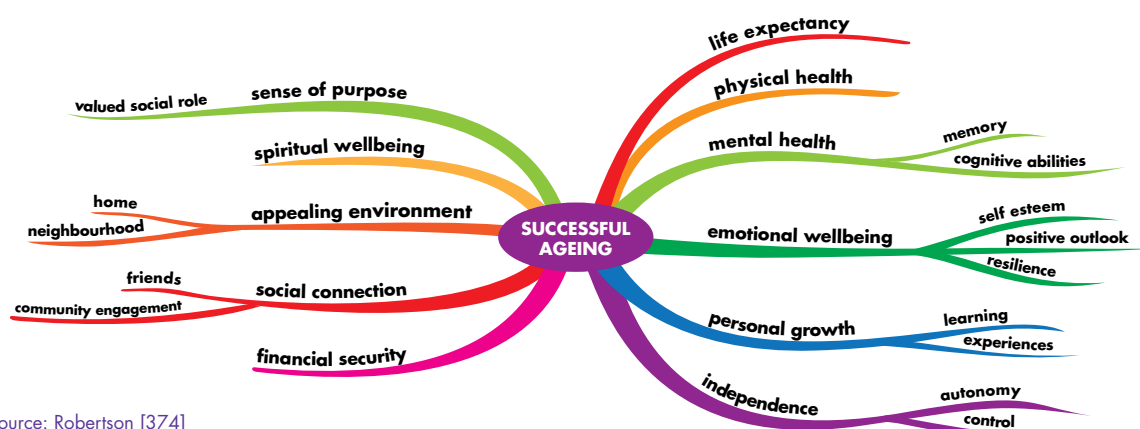 SUCCESSFUL
AGEING
life expectancy
physical health
mental health
memory
cognitive abilities
emotional wellbeing
self esteem
positive outlook
resilience
personal growth
learning
experiences
independence
autonomy
control
sense of purpose
valued social role
spiritual wellbeing
appealing environment
home
neighbourhood
social connection
friends
community engagement
financial security
ource: Robertson [374]